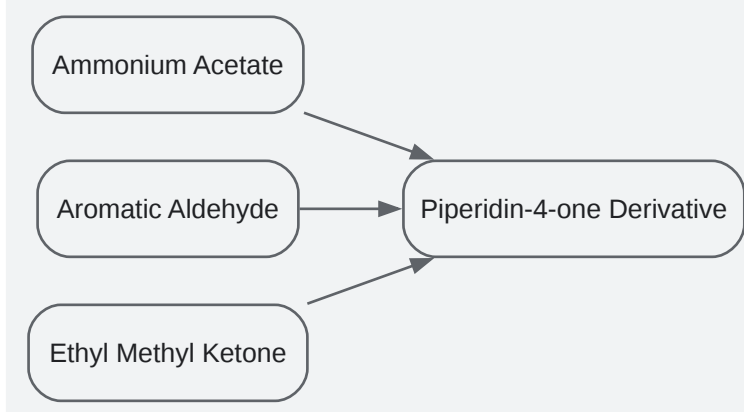 Ammonium Acetate
Aromatic Aldehyde
Piperidin-4-one Derivative
Ethyl Methyl Ketone